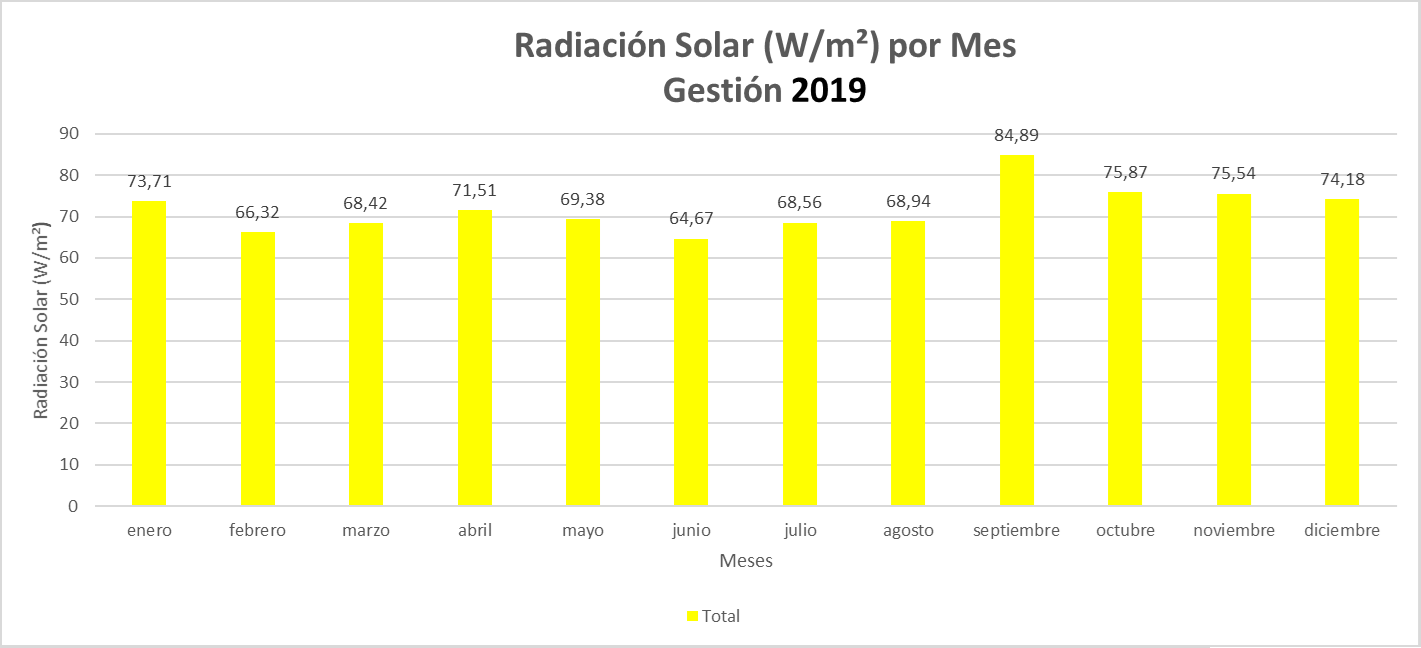 Radiación Solar (W/m²) por Mes
Gestión 2019
Radiación Solar (W/m²)
90
80
70
60
50
40
30
20
10
0
73,71
66,32
68,42
71,51
69,38
64,67
68,56
68,94
84,89
75,87
75,54
74,18
enero
febrero
marzo
abril
mayo
junio
julio
agosto
septiembre
octubre
noviembre
diciembre
Meses
Total